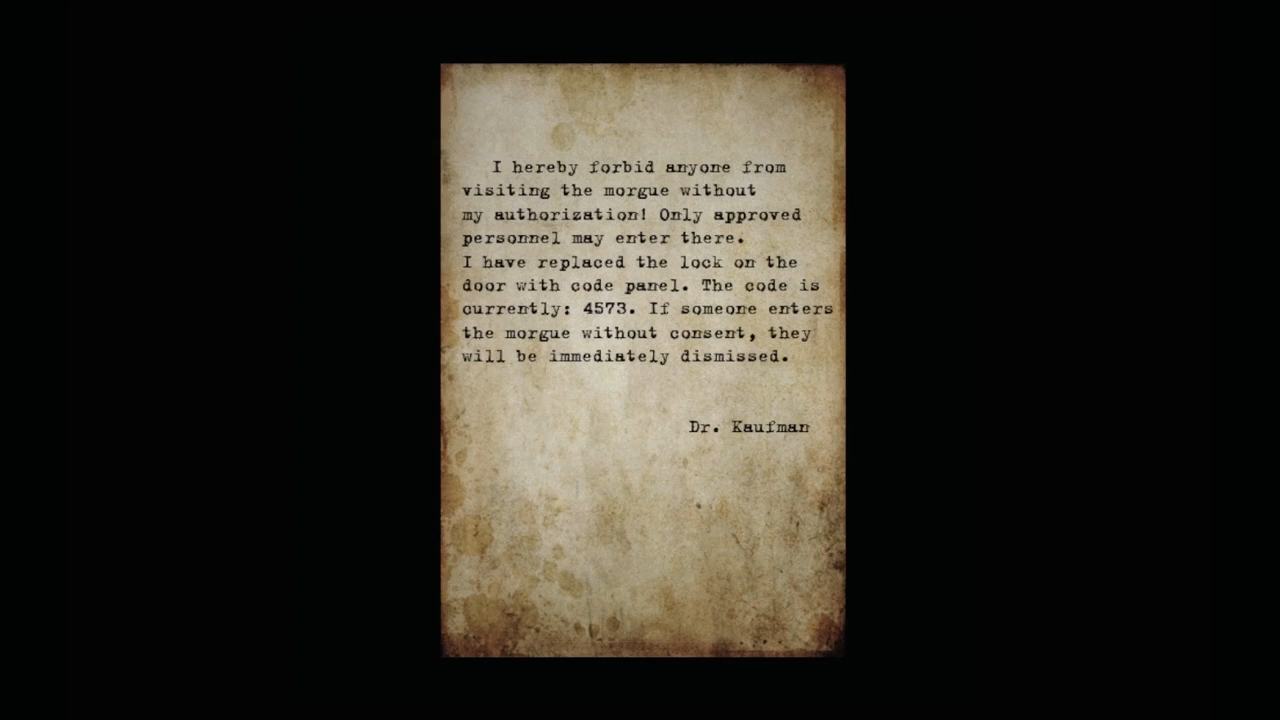 I hereby forbid anyone from
visiting the morgue without
my authorization! Only approved
personnel may enter there.
I have replaced the lock on the
door with code panel. The code is
currently: 4573. If someone enters
the morgue without consent, they
will be immediately dismissed.
Dr. Kaufman